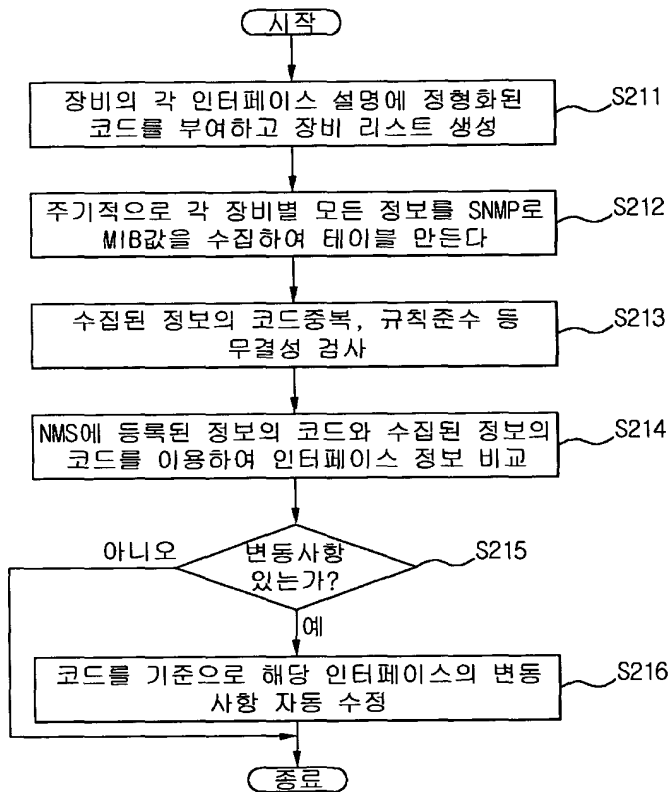 시작
장비의 각 인터페이스 설명에 정형화된
코드를 부여하고 장비 리스트 생성
S211
주기적으로 각 장비별 모든 정보를 SNMP로
MIB값을 수집하여 테이블 만든다
S212
수집된 정보의 코드중복, 규칙준수 등
무결성 검사
S213
NMS에 등록된 정보의 코드와 수집된 정보의
코드를 이용하여 인터페이스 정보 비교
S214
아니오
변동사항
있는가?
S215
예
코드를 기준으로 해당 인터페이스의 변동
사항 자동 수정
S216
종료